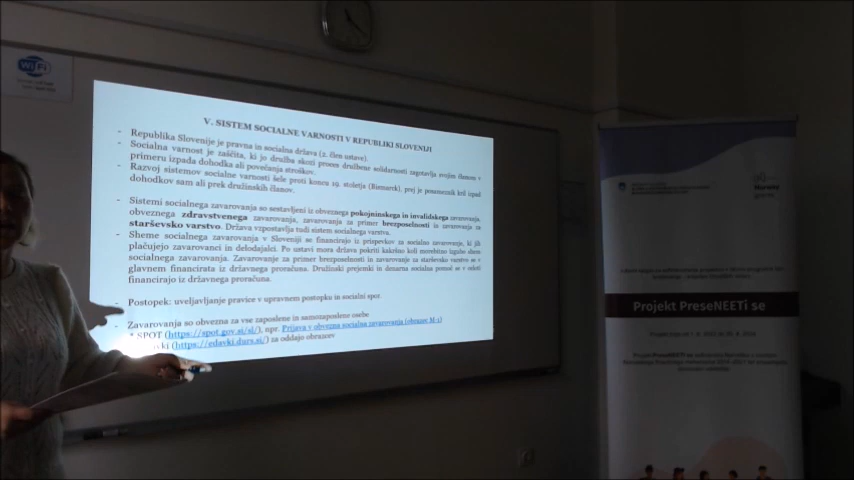 WiFi
V. SISTEM SOCIALNE VARNOSTI V REPUBLIKI SLOVENIJI
- Republika Slovenije je pravna in socialna država (2. člen ustave).
- Socialna varnost je zaščita, ki jo družba skozi proces družbene solidarnosti zagotavlja svojim članom v
primeru izpada dohodka ali povečanja stroškov.
- Razvoj sistemov socialne varnosti šele proti koncu 19. stoletja (Bismarck), prej je posameznik kril izpad
dohodkov sam ali prek družinskih članov.
- Sistemi socialnega zavarovanja so sestavljeni iz obveznega pokojninskega in invalidskega zavarovanja,
obveznega zdravstvenega zavarovanja, zavarovanja za primer brezposelnosti in zavarovanja za
starševsko varstvo. Država vzpostavlja tudi sistem socialnega varstva.
- Sheme socialnega zavarovanja v Sloveniji se financirajo iz prispevkov za socialno zavarovanje, ki jih
plačujejo zavarovanci in delodajalci. Po ustavi mora država pokriti kakršno koli morebitno izgubo shem
socialnega zavarovanja. Zavarovanje za primer brezposelnosti in zavarovanje za starševsko varstvo se v
glavnem financirata iz državnega proračuna. Družinski prejemki in denarna socialna pomoč se v celoti
financirajo iz državnega proračuna.
- Postopek: uveljavljanje pravice v upravnem postopku in socialni spor.
- Zavarovanja so obvezna za vse zaposlene in samozaposlene osebe
* SPOT (https://spot.gov.si/sl/), npr. Prijava v obvezna socialna zavarovanja (obrazec M-1)
ki (https://edavki.durs.si/) za oddajo obrazcev
Projekt PreseNEETi se